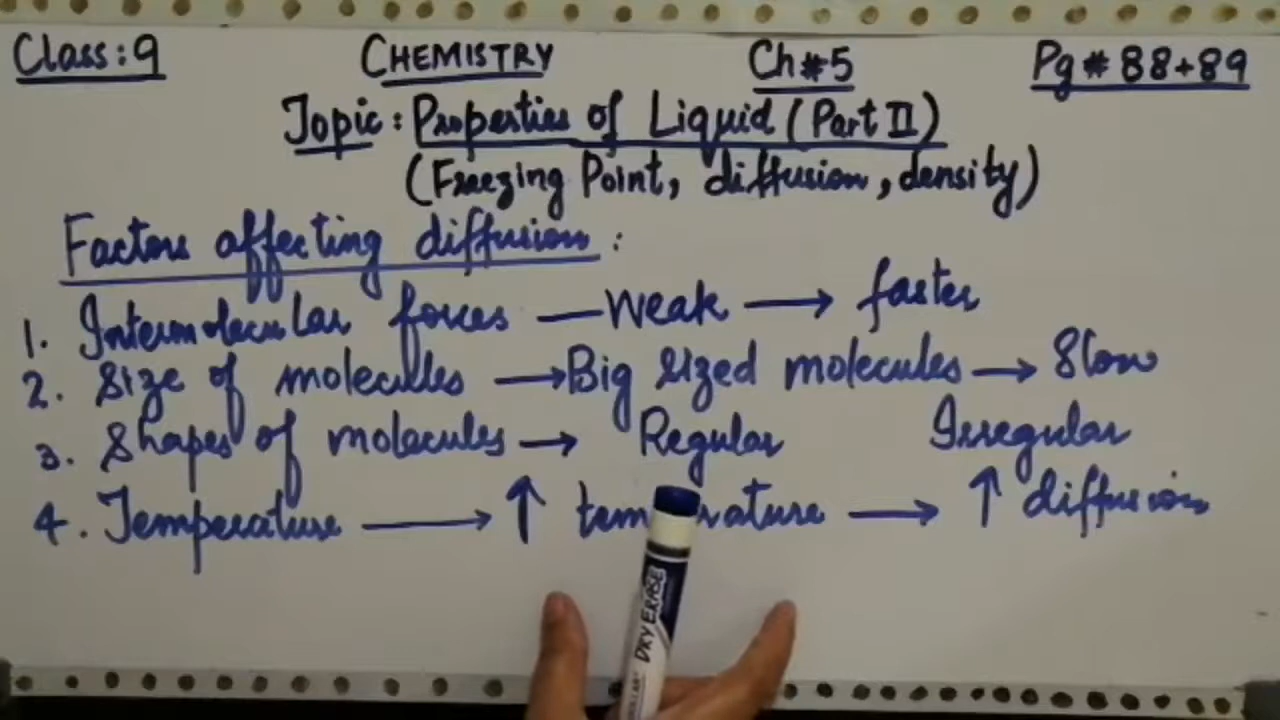 Class:9 CHEMISTRY Ch#5 Pg# 88+89
Topic: Properties of Liquid (Part II)
(Freezing Point, diffusion, density)
Factors affecting diffusion:
1. Intermolecular forces — Weak → faster
2. Size of molecules → Big sized molecules → Slow
3. Shapes of molecules → Regular Irregular
4. Temperature → ↑ temperature → ↑ diffusion
DRY ERASE